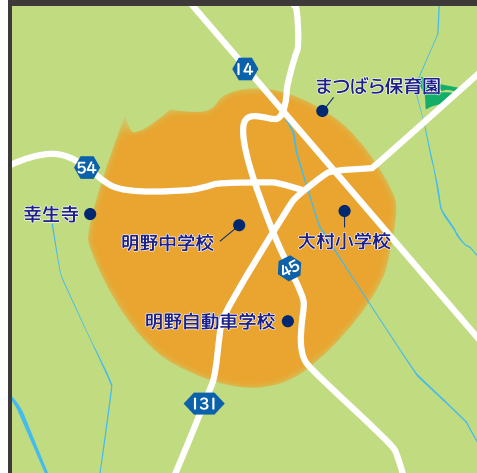 14
まつばら保育園
54
幸生寺
明野中学校
大村小学校
45
明野自動車学校
131